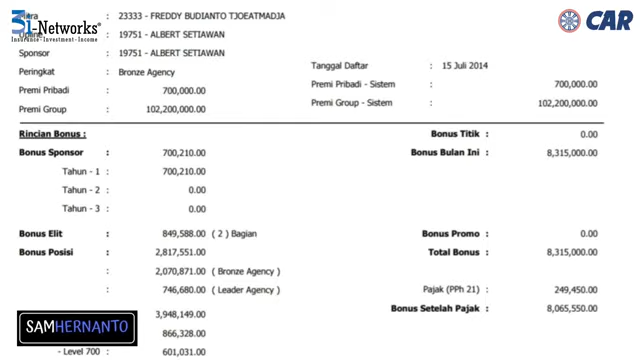 3i-Networks®
Insurance-Investment-Income
CAR
: 23333 - FREDDY BUDIANTO TJOEATMADJA
Upline : 19751 - ALBERT SETIAWAN
Sponsor : 19751 - ALBERT SETIAWAN
Peringkat : Bronze Agency
Tanggal Daftar : 15 Juli 2014
Premi Pribadi : 700,000.00
Premi Pribadi - Sistem : 700,000.00
Premi Group : 102,200,000.00
Premi Group - Sistem : 102,200,000.00
Rincian Bonus :
Bonus Titik : 0.00
Bonus Sponsor : 700,210.00
Bonus Bulan Ini : 8,315,000.00
Tahun - 1 : 700,210.00
Tahun - 2 : 0.00
Tahun - 3 : 0.00
Bonus Elit : 849,588.00 ( 2 ) Bagian
Bonus Promo : 0.00
Bonus Posisi : 2,817,551.00
Total Bonus : 8,315,000.00
: 2,070,871.00 ( Bronze Agency )
: 746,680.00 ( Leader Agency )
Pajak (PPh 21) : 249,450.00
Bonus Setelah Pajak : 8,065,550.00
SAMHERNANTO
3,948,149.00
866,328.00
- Level 700 : 601,031.00